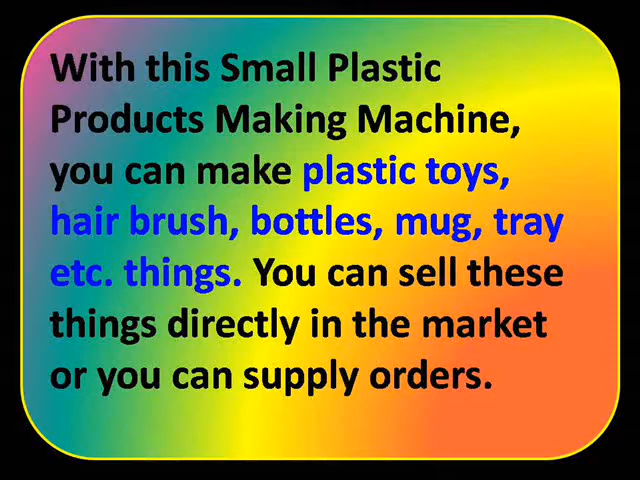 With this Small Plastic
Products Making Machine,
you can make plastic toys,
hair brush, bottles, mug, tray
etc. things. You can sell these
things directly in the market
or you can supply orders.